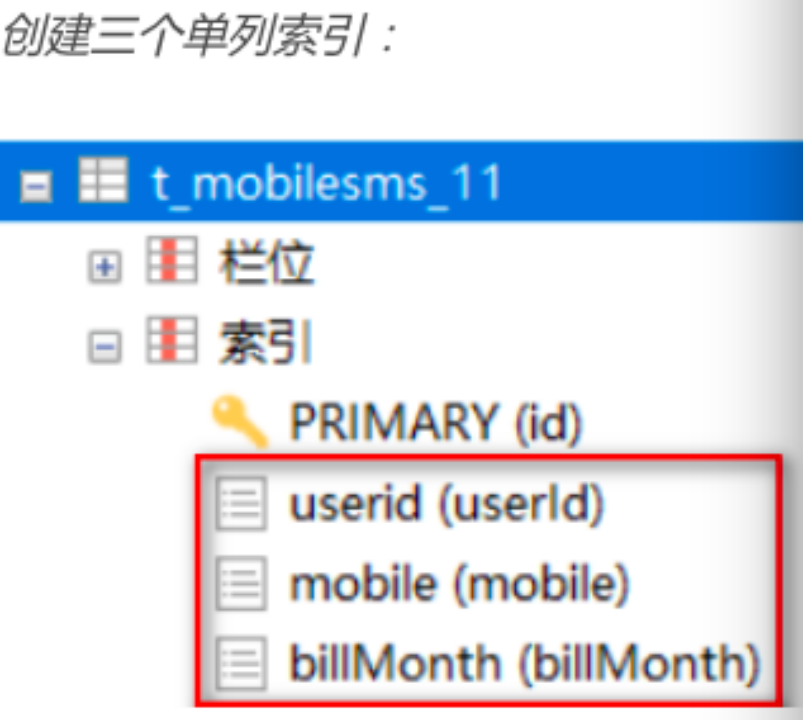 创建三个单列索引：
t_mobilesms_11
栏位
索引
PRIMARY (id)
userid (userId)
mobile (mobile)
billMonth (billMonth)